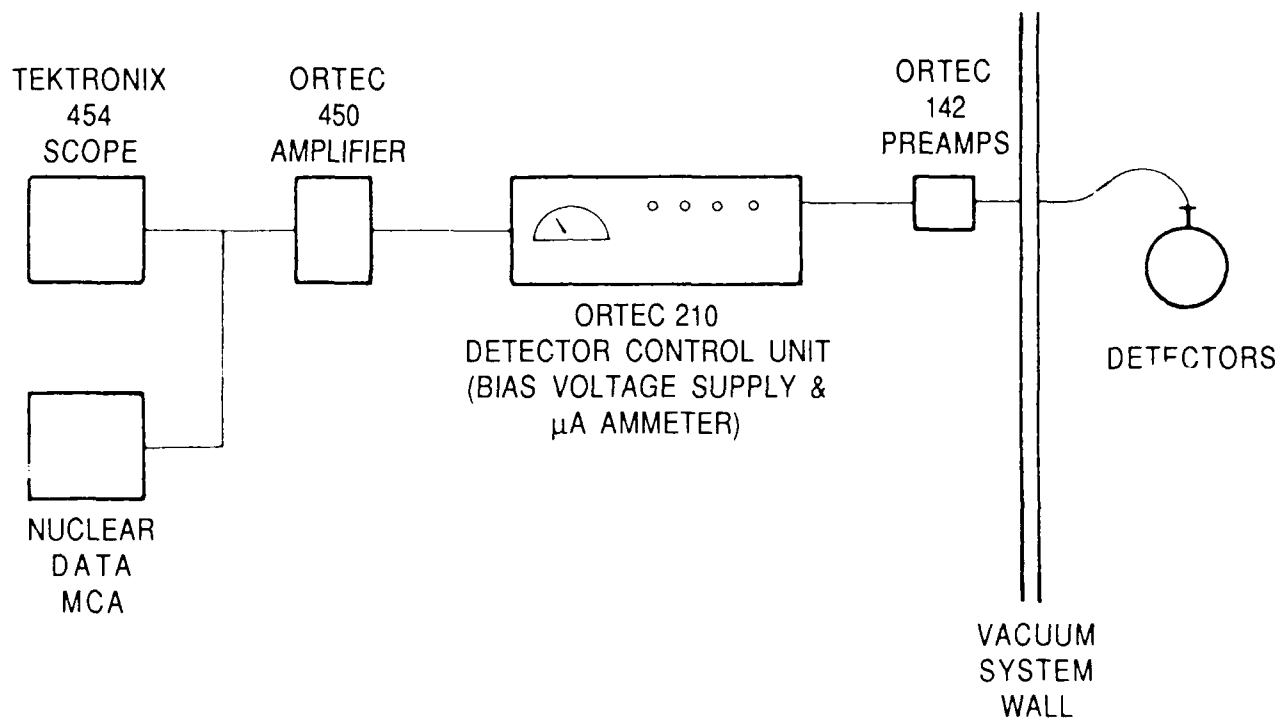 TEKTRONIX
454
SCOPE
ORTEC
450
AMPLIFIER
ORTEC
142
PREAMPS
ORTEC 210
DETECTOR CONTROL UNIT
(BIAS VOLTAGE SUPPLY &
μA AMMETER)
DETECTORS
NUCLEAR
DATA
MCA
VACUUM
SYSTEM
WALL